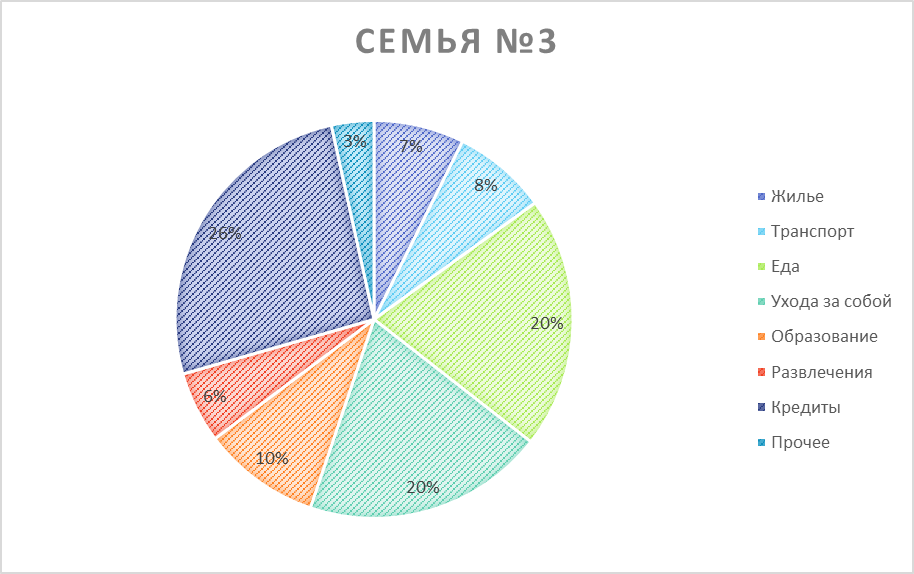 СЕМЬЯ №3
3%
7%
8%
26%
20%
6%
10%
20%
Жилье
Транспорт
Еда
Ухода за собой
Образование
Развлечения
Кредиты
Прочее